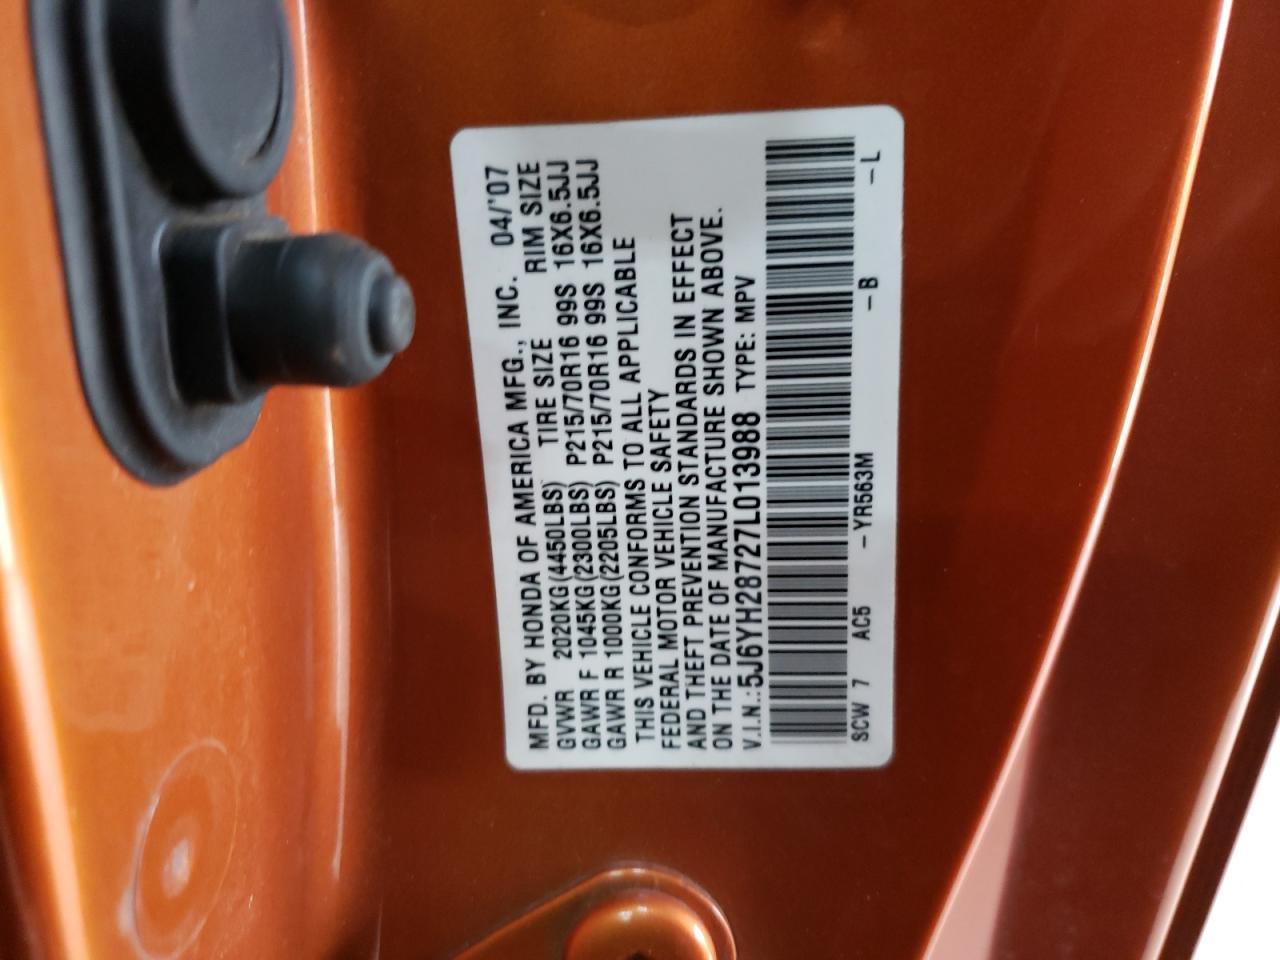 MFD. BY HONDA OF AMERICA MFG., INC. 04/'07
GVWR 2020KG(4450LBS) TIRE SIZE RIM SIZE
GAWR F 1045KG(2300LBS) P215/70R16 99S 16X6.5JJ
GAWR R 1000KG(2205LBS) P215/70R16 99S 16X6.5JJ
THIS VEHICLE CONFORMS TO ALL APPLICABLE
FEDERAL MOTOR VEHICLE SAFETY
AND THEFT PREVENTION STANDARDS IN EFFECT
ON THE DATE OF MANUFACTURE SHOWN ABOVE.
V.I.N.:5J6YH28727L013988 TYPE: MPV
SCW 7 AC5 -YR563M -B -L